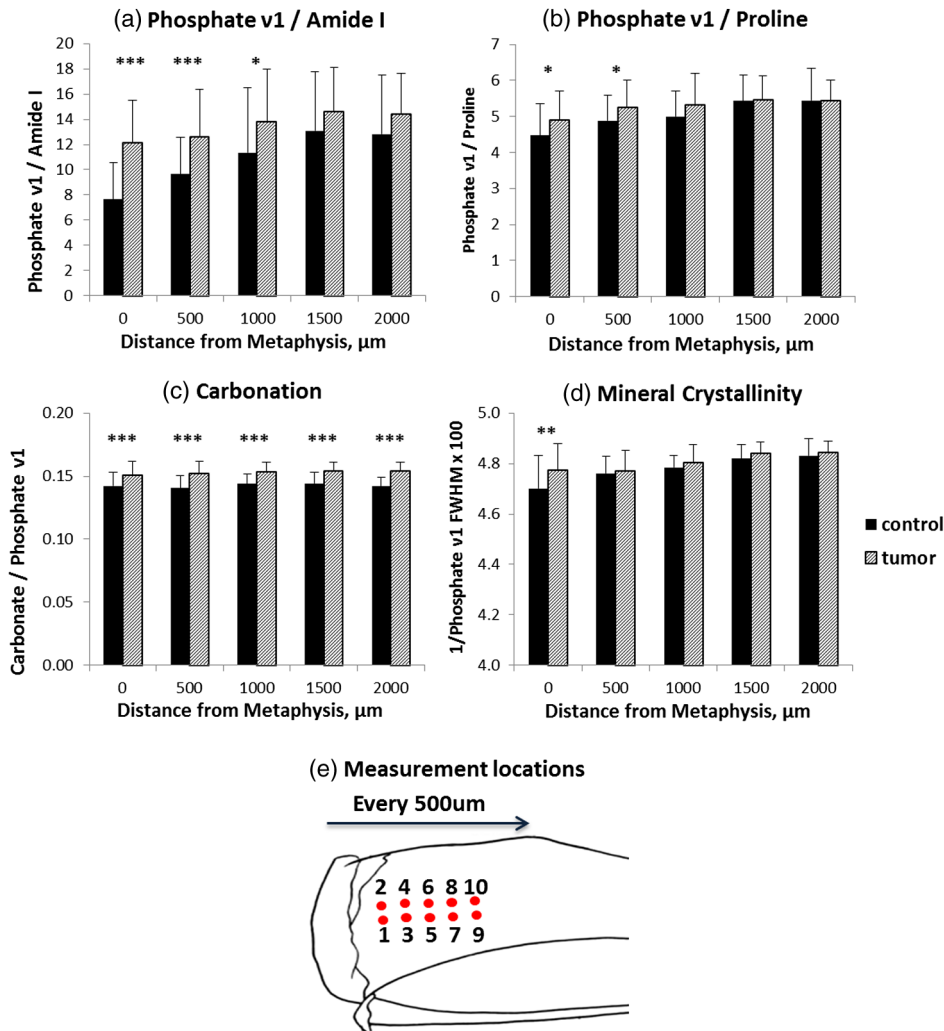 (a) Phosphate v1 / Amide I
Phosphate v1 / Amide I
20
18
16
14
12
10
8
6
4
2
0
*** *** *
0 500 1000 1500 2000
Distance from Metaphysis, µm
(b) Phosphate v1 / Proline
Phosphate v1 / Proline
7
6
5
4
3
2
1
0
* *
0 500 1000 1500 2000
Distance from Metaphysis, µm
(c) Carbonation
Carbonate / Phosphate v1
0.20
0.15
0.10
0.05
0.00
*** *** *** *** ***
0 500 1000 1500 2000
Distance from Metaphysis, µm
(d) Mineral Crystallinity
1/Phosphate v1 FWHM x 100
5.0
4.8
4.6
4.4
4.2
4.0
**
0 500 1000 1500 2000
Distance from Metaphysis, µm
control
tumor
(e) Measurement locations
Every 500um
2 4 6 8 10
1 3 5 7 9